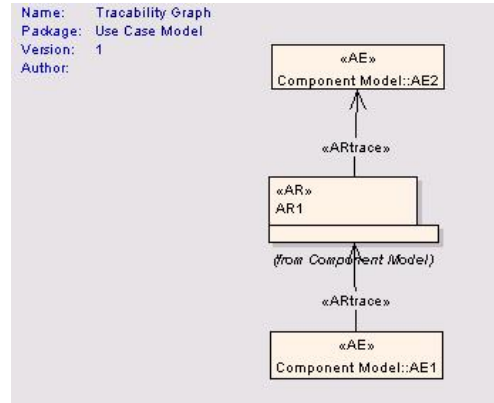 Name: Tracability Graph
Package: Use Case Model
Version: 1
Author:
«AE»
Component Model::AE2
«ARtrace»
«AR»
AR1
(from Component Model)
«ARtrace»
«AE»
Component Model::AE1